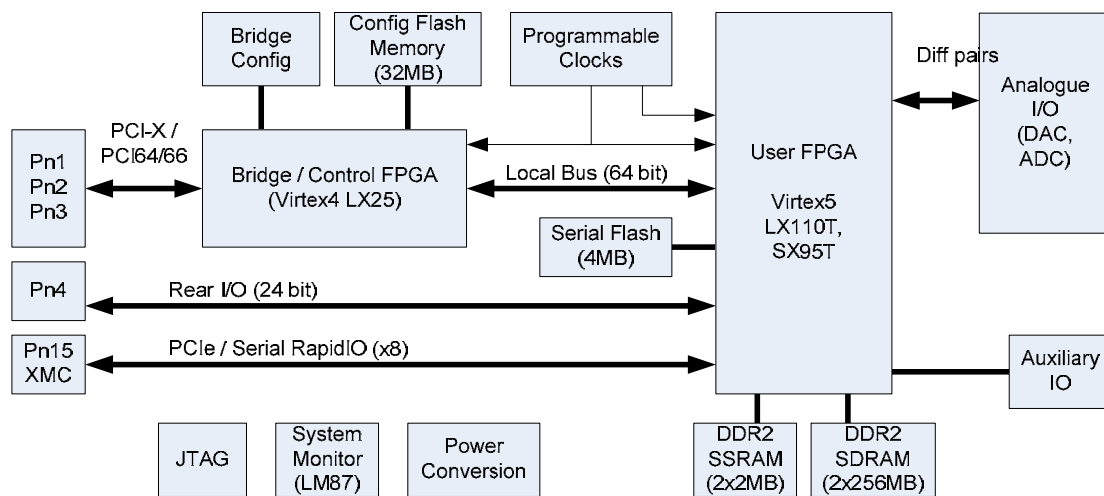 Bridge
Config
Config Flash
Memory
(32MB)
Programmable
Clocks
Diff pairs
Analogue
I/O
(DAC,
ADC)
PCI-X /
PCI64/66
Pn1
Pn2
Pn3
Bridge / Control FPGA
(Virtex4 LX25)
Local Bus (64 bit)
User FPGA
Virtex5
LX110T,
SX95T
Serial Flash
(4MB)
Pn4
Rear I/O (24 bit)
Pn15
XMC
PCIe / Serial RapidIO (x8)
Auxiliary
IO
JTAG
System
Monitor
(LM87)
Power
Conversion
DDR2
SSRAM
(2x2MB)
DDR2
SDRAM
(2x256MB)